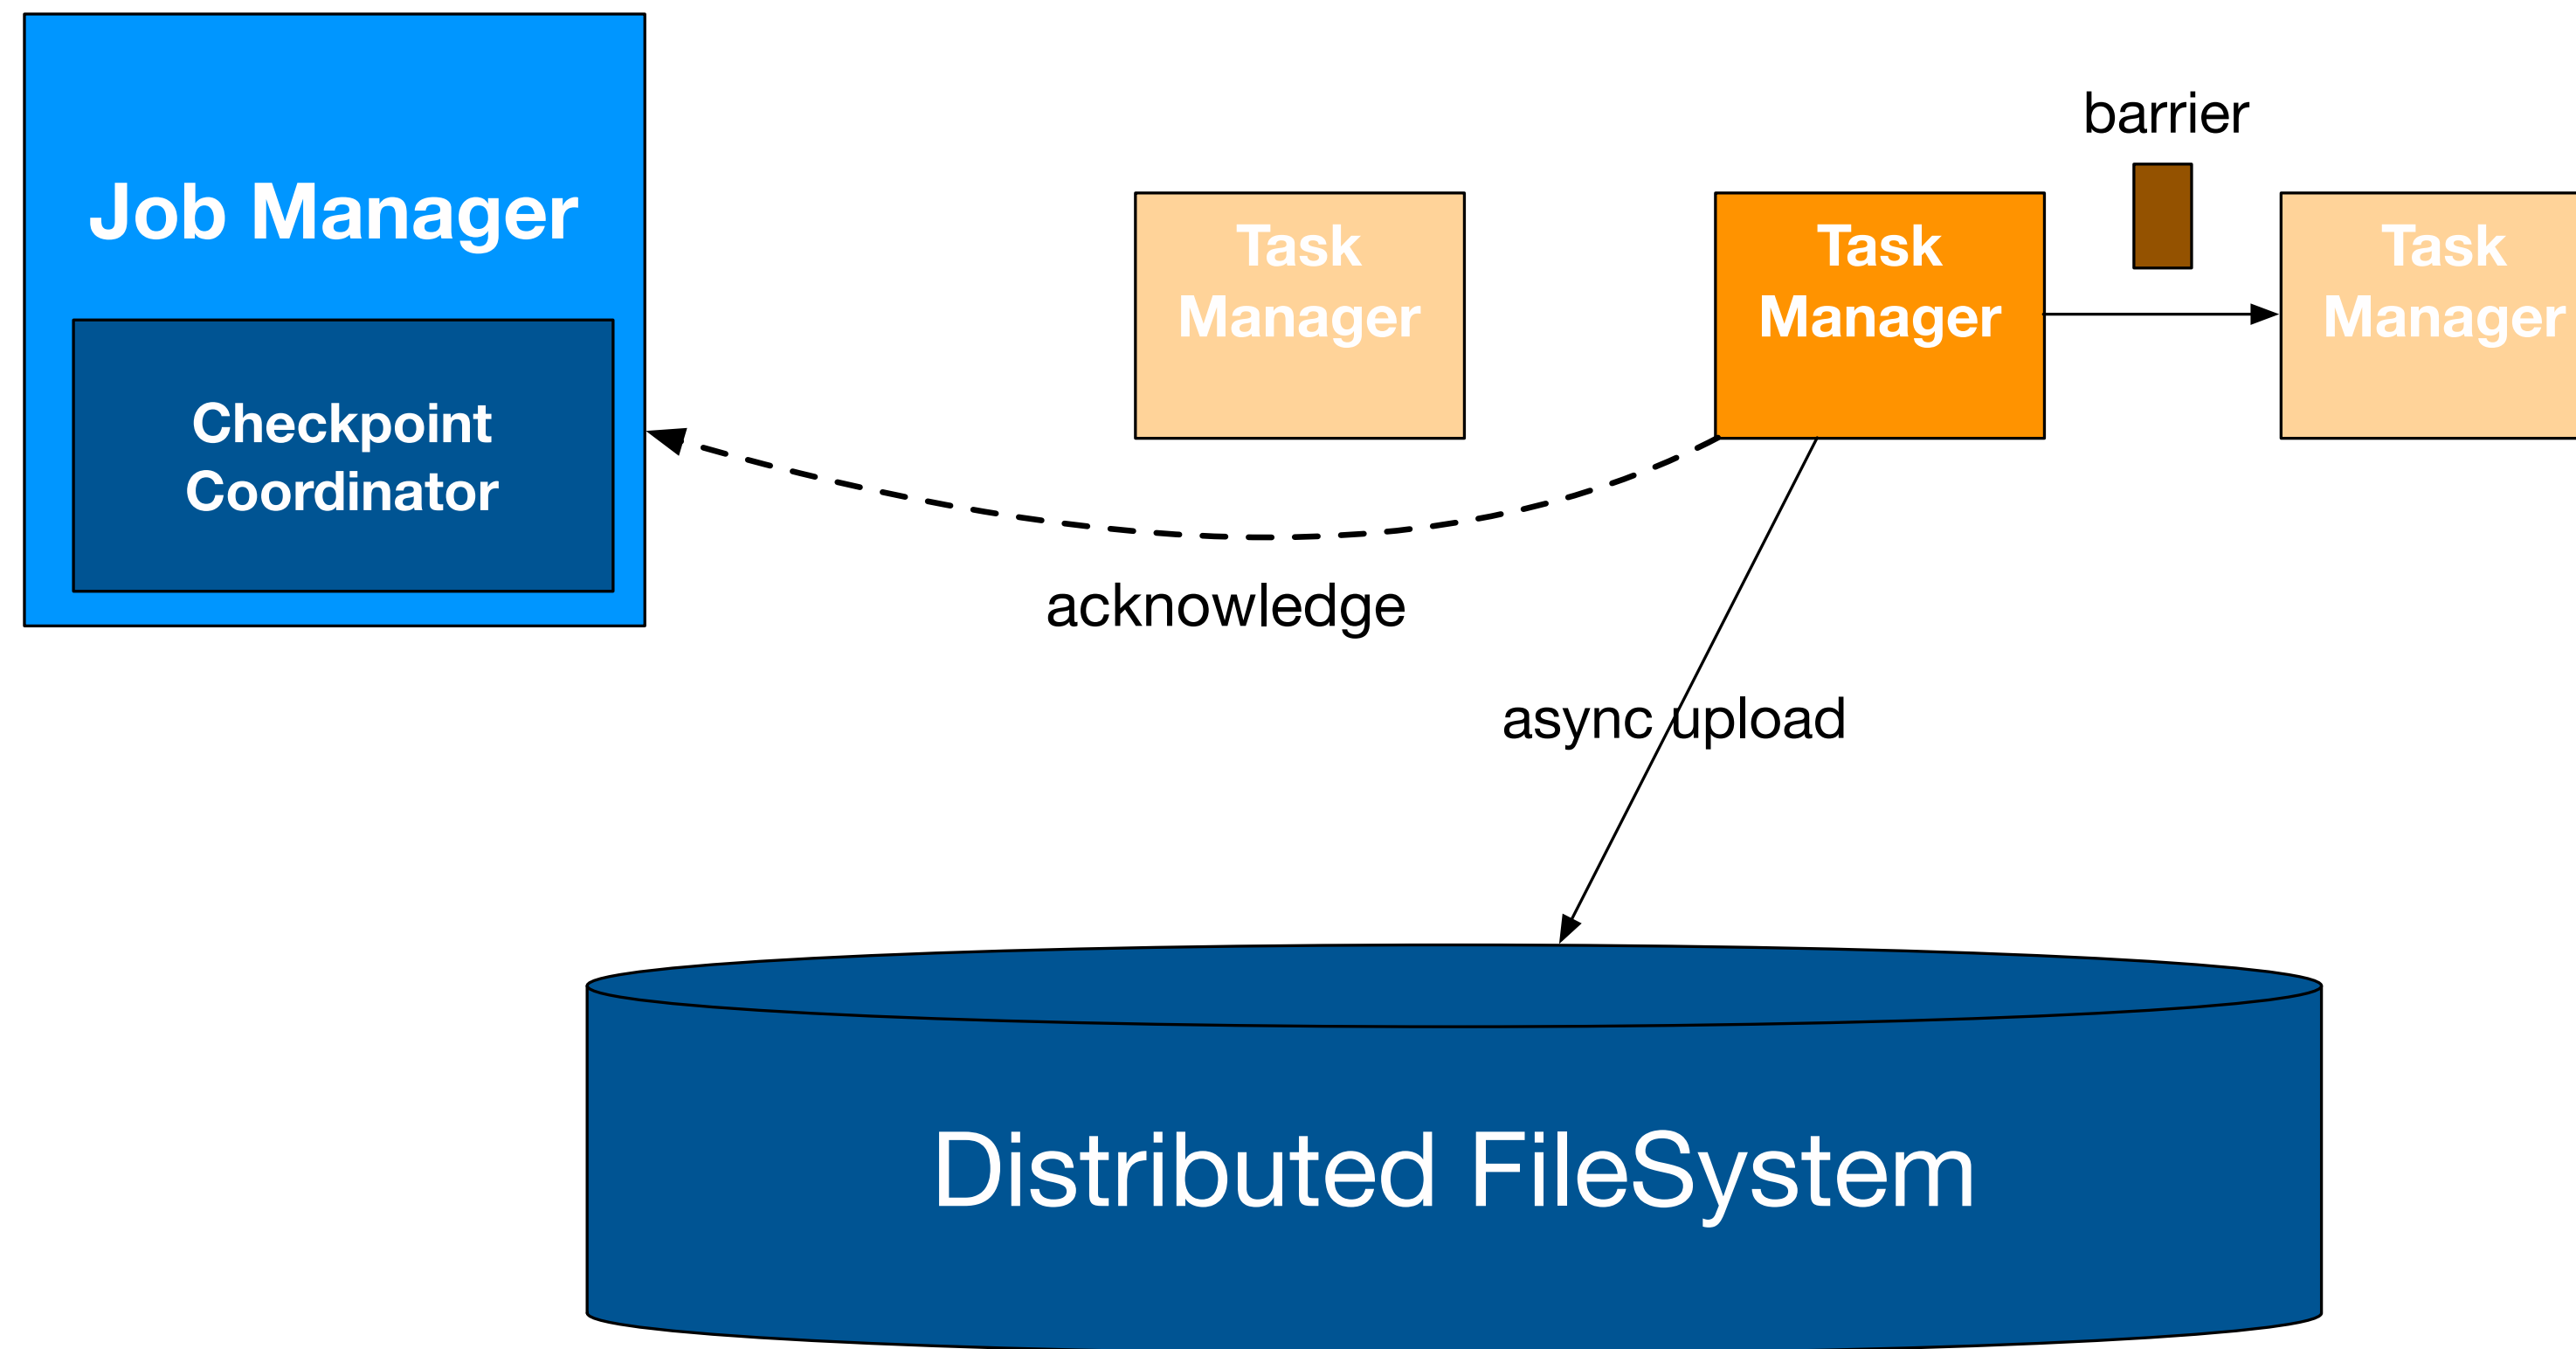 Job Manager
Checkpoint
Coordinator
Task
Manager
Task
Manager
barrier
Task
Manager
acknowledge
async upload
Distributed FileSystem